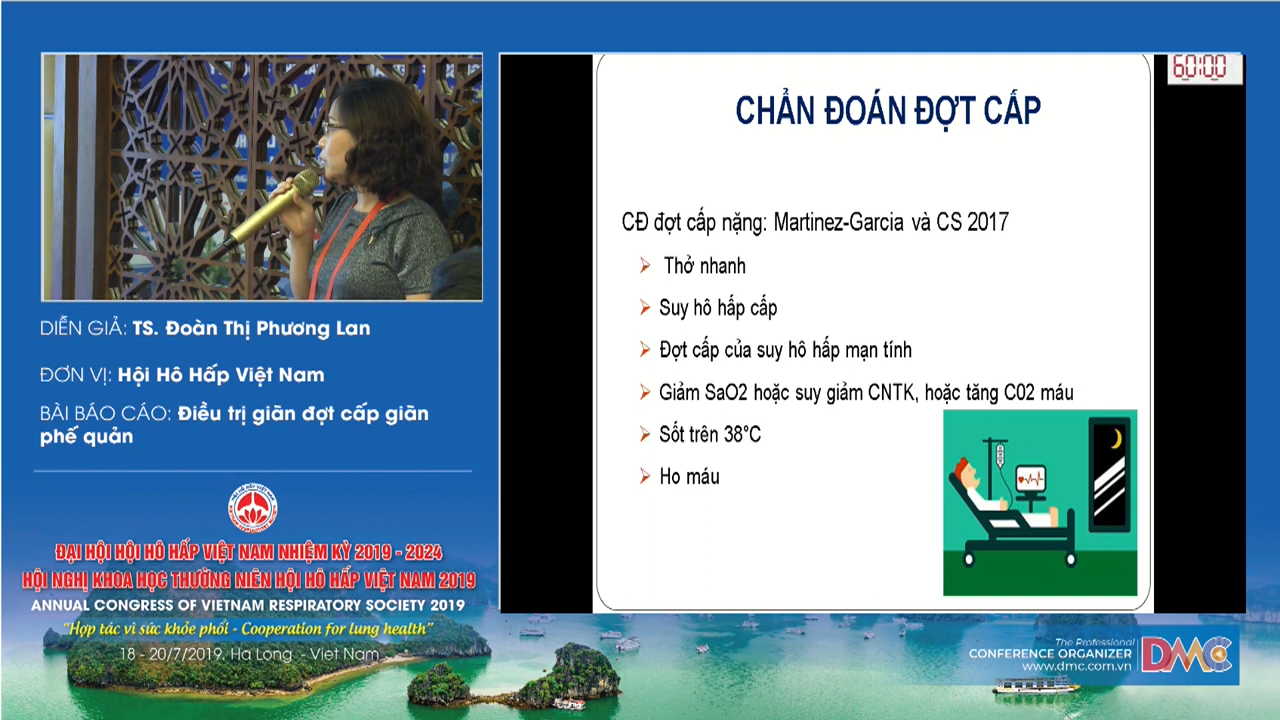 60:00
CHẨN ĐOÁN ĐỢT CẤP
CĐ đợt cấp nặng: Martinez-Garcia và CS 2017
Thở nhanh
Suy hô hấp cấp
Đợt cấp của suy hô hấp mạn tính
Giảm SaO2 hoặc suy giảm CNTK, hoặc tăng C02 máu
Sốt trên 38°C
Ho máu
DIỄN GIẢ: TS. Đoàn Thị Phương Lan
ĐƠN VỊ: Hội Hô Hấp Việt Nam
BÀI BÁO CÁO: Điều trị giãn đợt cấp giãn
phế quản
ĐẠI HỘI HỘI HÔ HẤP VIỆT NAM NHIỆM KỲ 2019 - 2024
HỘI NGHỊ KHOA HỌC THƯỜNG NIÊN HỘI HÔ HẤP VIỆT NAM 2019
ANNUAL CONGRESS OF VIETNAM RESPIRATORY SOCIETY 2019
"Hợp tác vì sức khỏe phổi - Cooperation for lung health"
18 - 20/7/2019. Ha Long - Viet Nam
The Professional
CONFERENCE ORGANIZER
www.dmc.com.vn
DMC